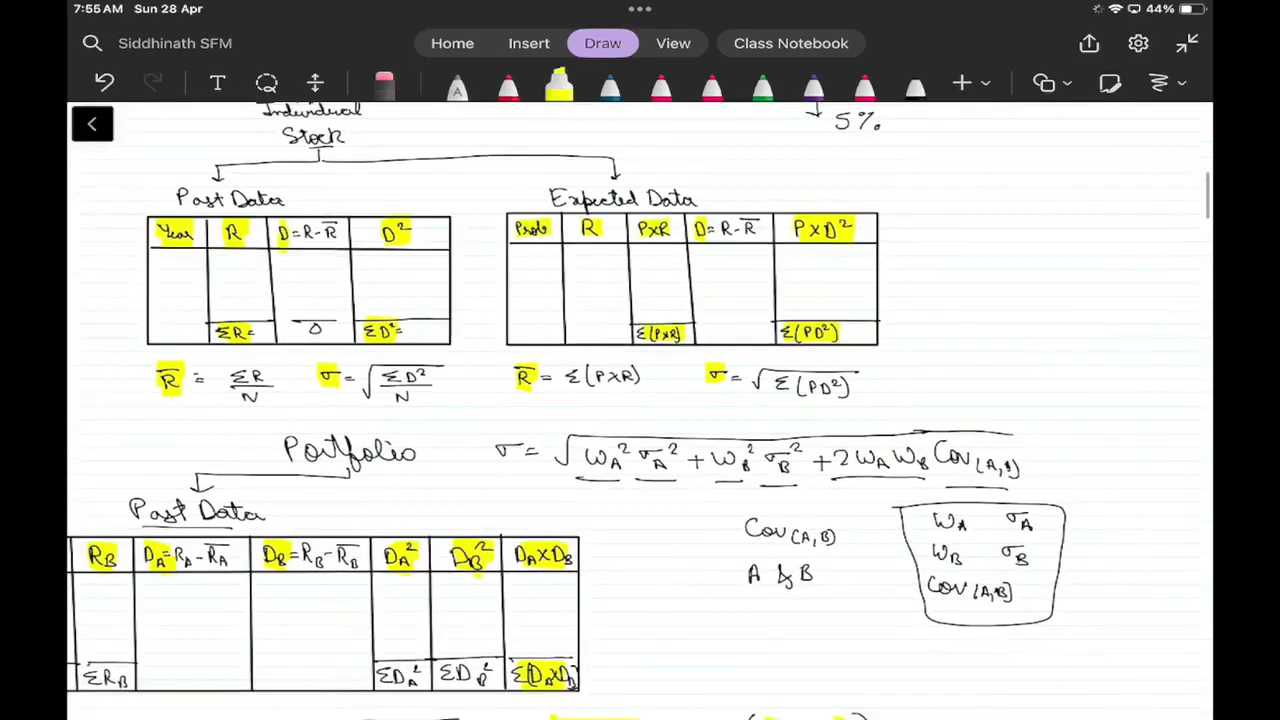 7:55 AM Sun 28 Apr
44%
Siddhinath SFM
Home Insert Draw View Class Notebook
Individual
Stock
5%
Past Data
Expected Data
Year R D = R - R̄ D²
ΣR= 0 ΣD²=
Prob R P×R D = R - R̄ P×D²
Σ(P×R) Σ(PD²)
R̄ = ΣR/N σ = √(ΣD²/N)
R̄ = Σ(P×R) σ = √Σ(PD²)
Portfolio
σ = √W_A² σ_A² + W_B² σ_B² + 2W_A W_B Cov(A,B)
Past Data
R_B D_A = R_A - R̄_A D_B = R_B - R̄_B D_A² D_B² D_A×D_B
ΣR_B ΣD_A² ΣD_B² Σ(D_A×D_B)
Cov(A,B)
A & B
W_A σ_A
W_B σ_B
Cov(A,B)